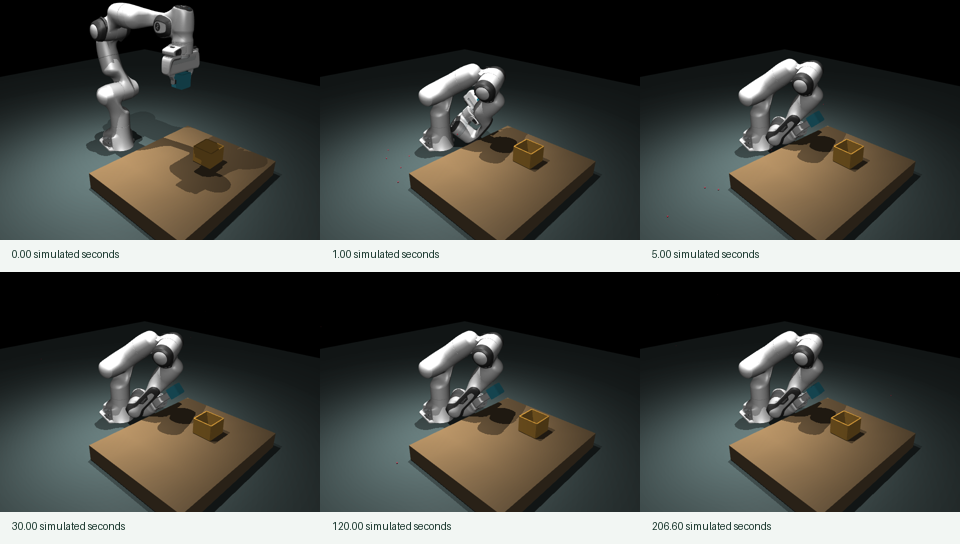 0.00 simulated seconds
1.00 simulated seconds
5.00 simulated seconds
30.00 simulated seconds
120.00 simulated seconds
206.60 simulated seconds